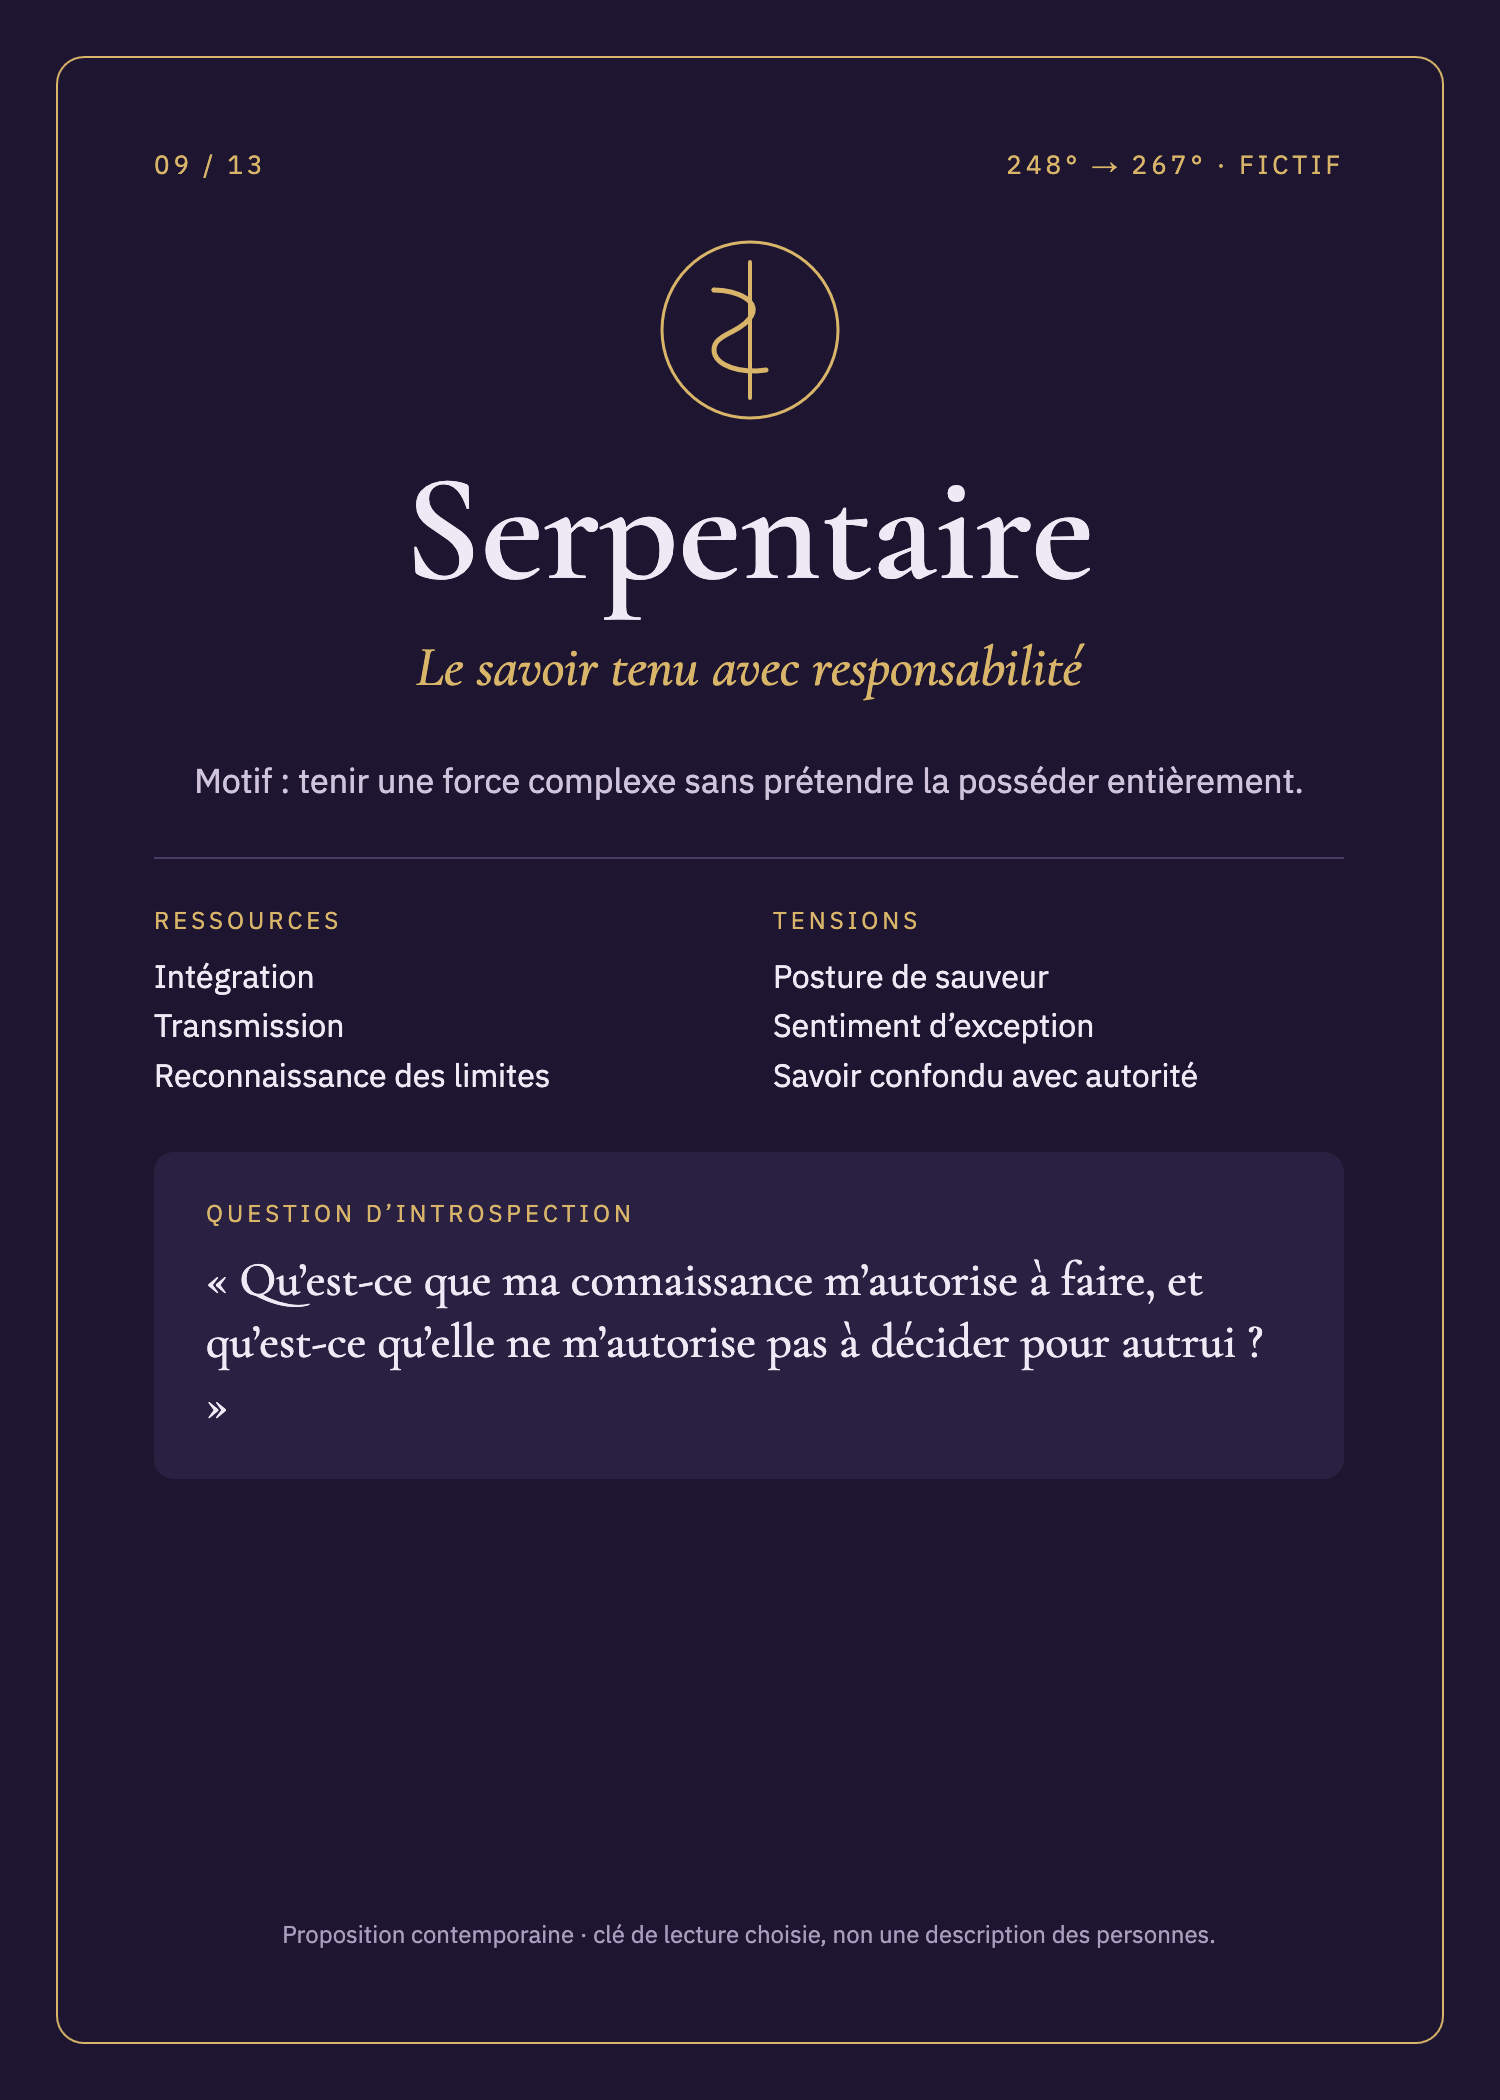 09 / 13
248° → 267° · FICTIF
Serpentaire
Le savoir tenu avec responsabilité
Motif : tenir une force complexe sans prétendre la posséder entièrement.
RESSOURCES
Intégration
Transmission
Reconnaissance des limites
TENSIONS
Posture de sauveur
Sentiment d’exception
Savoir confondu avec autorité
QUESTION D’INTROSPECTION
« Qu’est-ce que ma connaissance m’autorise à faire, et
qu’est-ce qu’elle ne m’autorise pas à décider pour autrui ?
»
Proposition contemporaine · clé de lecture choisie, non une description des personnes.